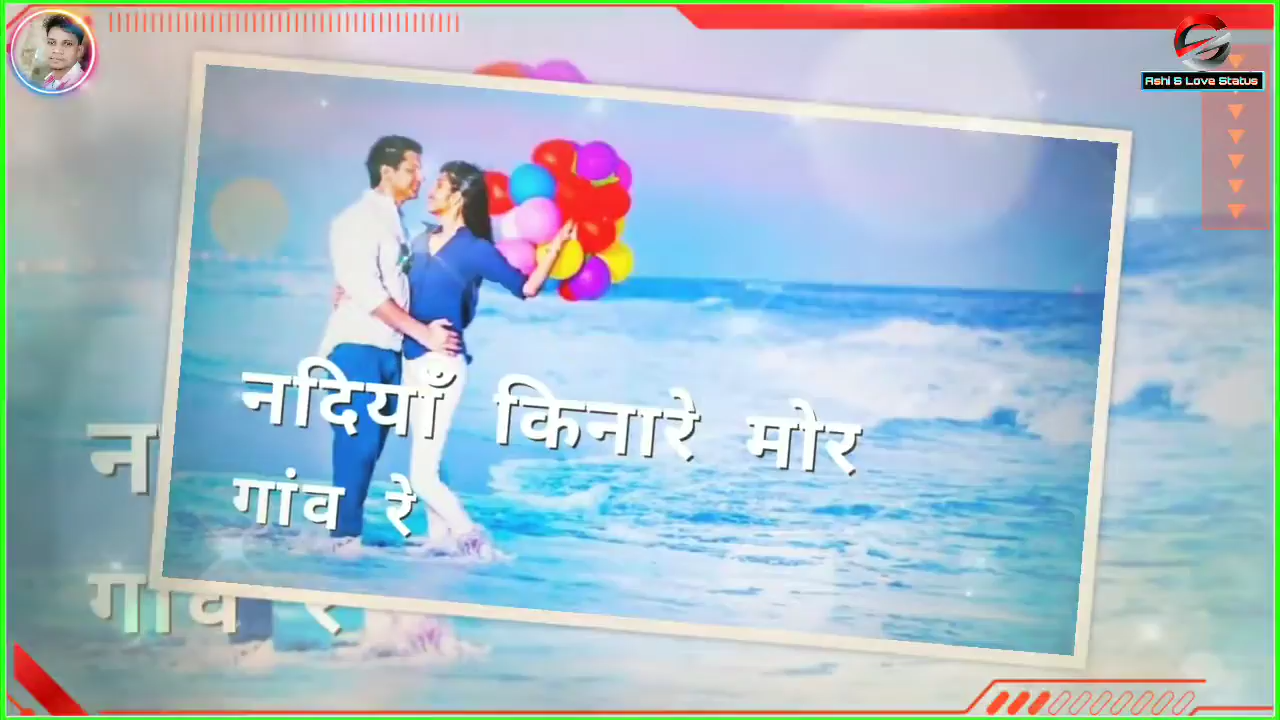 Ashi S Love Status
नदियाँ किनारे मोर
गांव रे
न
गांव रे